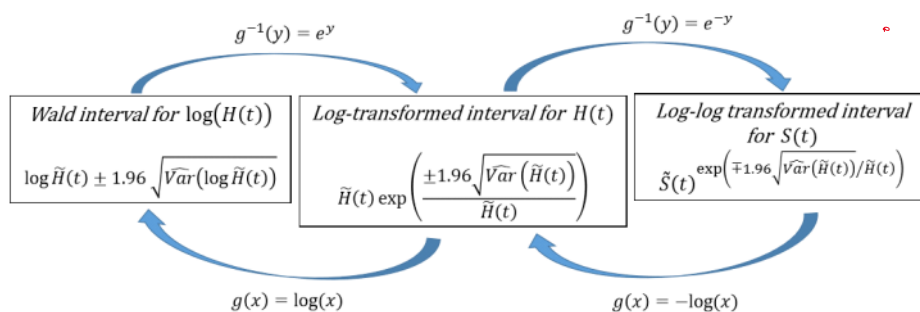 g⁻¹(y) = eʸ
g⁻¹(y) = e⁻ʸ
Wald interval for log(H(t))
log H̃(t) ± 1.96 √(V̂ar(log H̃(t)))
Log-transformed interval for H(t)
H̃(t) exp(±1.96 √(V̂ar (H̃(t))) / H̃(t))
Log-log transformed interval
for S(t)
S̃(t)^exp(∓1.96√(V̂ar(H̃(t)))/H̃(t))
g(x) = log(x)
g(x) = −log(x)